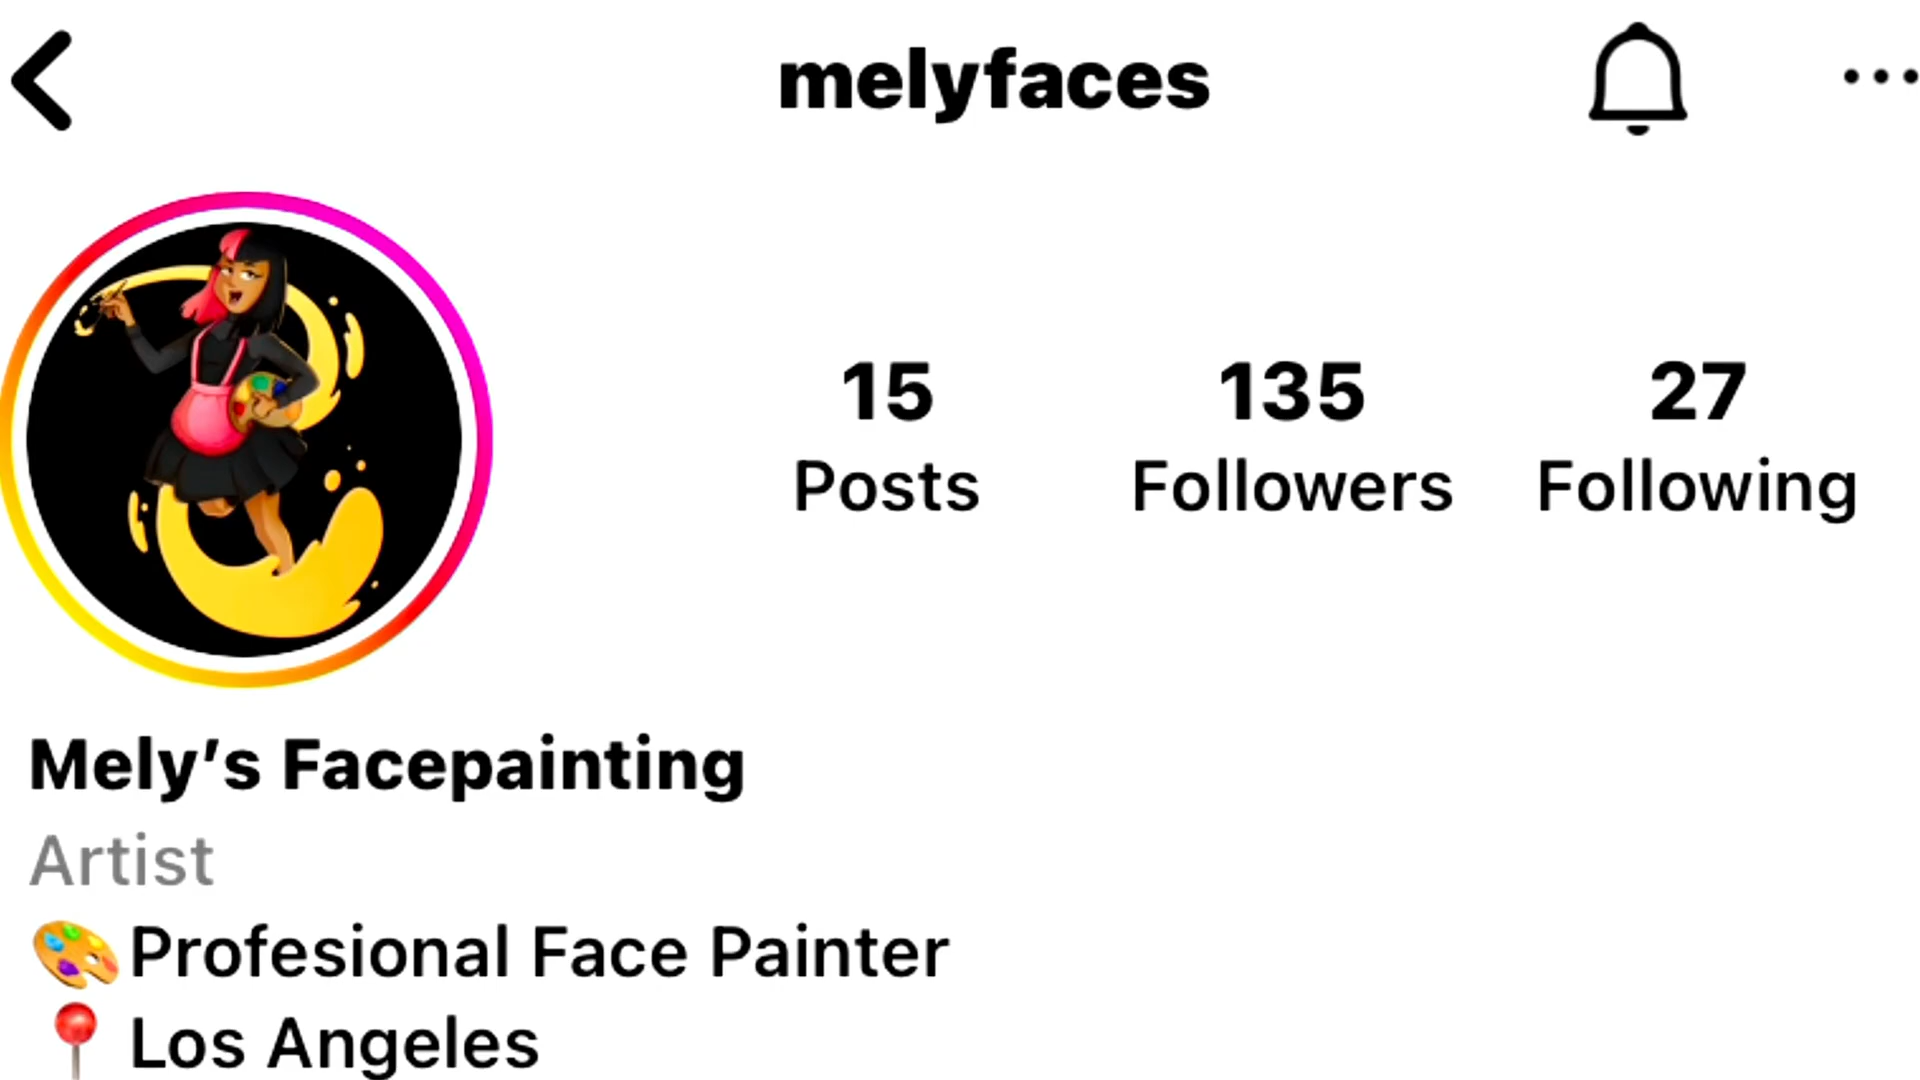 melyfaces
15 135 27
Posts Followers Following
Mely’s Facepainting
Artist
Profesional Face Painter
Los Angeles